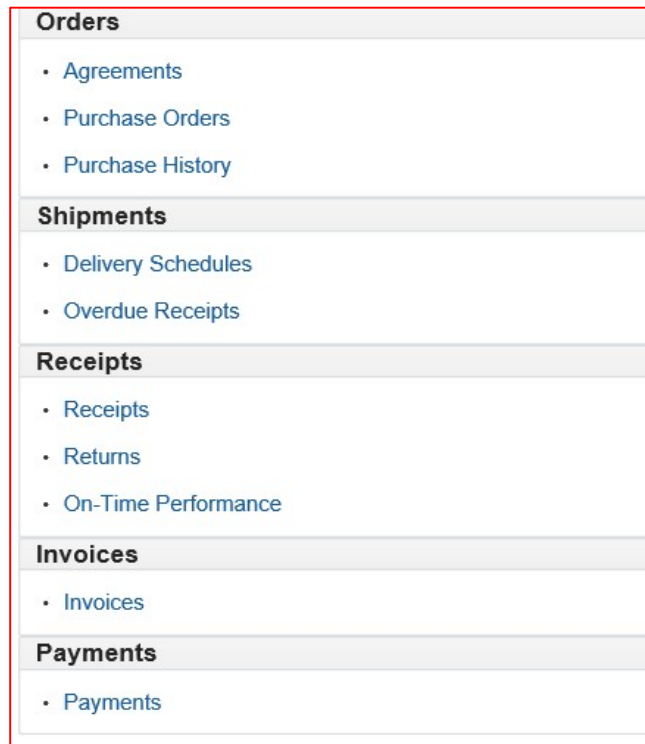 Orders
• Agreements
• Purchase Orders
• Purchase History
Shipments
• Delivery Schedules
• Overdue Receipts
Receipts
• Receipts
• Returns
• On-Time Performance
Invoices
• Invoices
Payments
• Payments